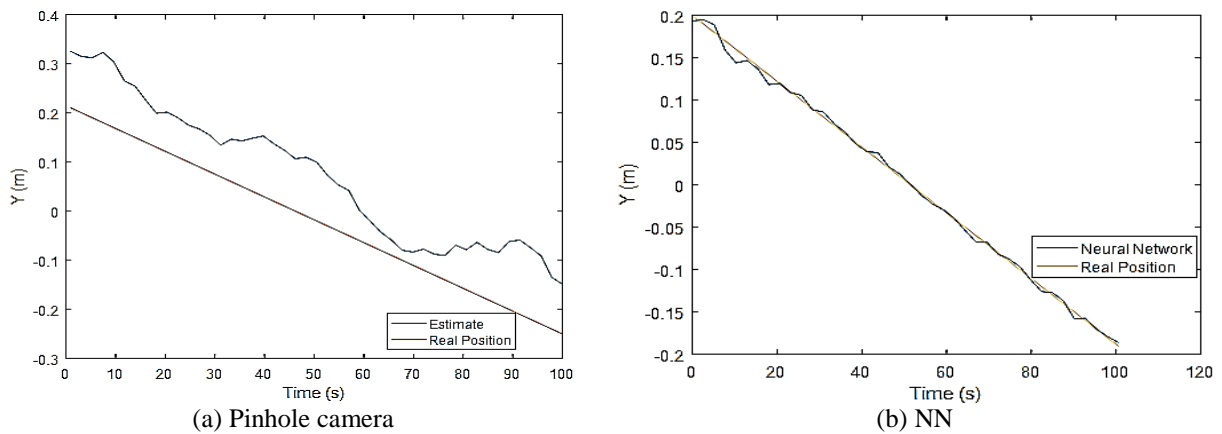 0.4
0.3
0.2
0.1
0
-0.1
-0.2
-0.3
Y (m)
0 10 20 30 40 50 60 70 80 90 100
Time (s)
Estimate
Real Position
(a) Pinhole camera
0.2
0.15
0.1
0.05
0
-0.05
-0.1
-0.15
-0.2
Y (m)
0 20 40 60 80 100 120
Time (s)
Neural Network
Real Position
(b) NN